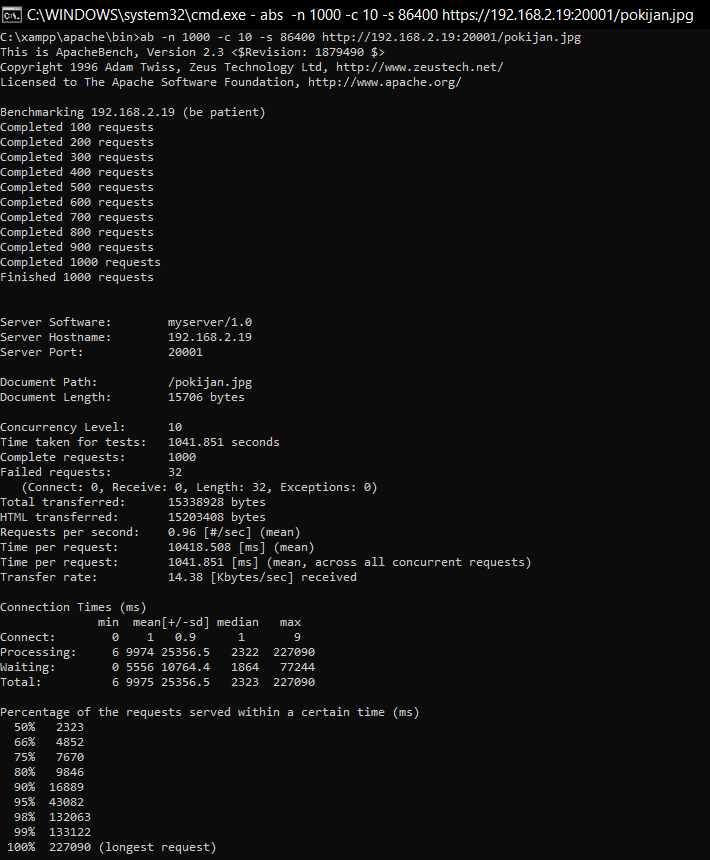 C:\WINDOWS\system32\cmd.exe - abs -n 1000 -c 10 -s 86400 https://192.168.2.19:20001/pokijan.jpg
C:\xampp\apache\bin>ab -n 1000 -c 10 -s 86400 http://192.168.2.19:20001/pokijan.jpg
This is ApacheBench, Version 2.3 <$Revision: 1879490 $>
Copyright 1996 Adam Twiss, Zeus Technology Ltd, http://www.zeustech.net/
Licensed to The Apache Software Foundation, http://www.apache.org/

Benchmarking 192.168.2.19 (be patient)
Completed 100 requests
Completed 200 requests
Completed 300 requests
Completed 400 requests
Completed 500 requests
Completed 600 requests
Completed 700 requests
Completed 800 requests
Completed 900 requests
Completed 1000 requests
Finished 1000 requests


Server Software:        myserver/1.0
Server Hostname:        192.168.2.19
Server Port:            20001

Document Path:          /pokijan.jpg
Document Length:        15706 bytes

Concurrency Level:      10
Time taken for tests:   1041.851 seconds
Complete requests:      1000
Failed requests:        32
   (Connect: 0, Receive: 0, Length: 32, Exceptions: 0)
Total transferred:      15338928 bytes
HTML transferred:       15203408 bytes
Requests per second:    0.96 [#/sec] (mean)
Time per request:       10418.508 [ms] (mean)
Time per request:       1041.851 [ms] (mean, across all concurrent requests)
Transfer rate:          14.38 [Kbytes/sec] received

Connection Times (ms)
              min  mean[+/-sd] median   max
Connect:        0    1   0.9      1       9
Processing:     6 9974 25356.5   2322  227090
Waiting:        0 5556 10764.4   1864   77244
Total:          6 9975 25356.5   2323  227090

Percentage of the requests served within a certain time (ms)
  50%   2323
  66%   4852
  75%   7670
  80%   9846
  90%  16889
  95%  43082
  98%  132063
  99%  133122
 100%  227090 (longest request)